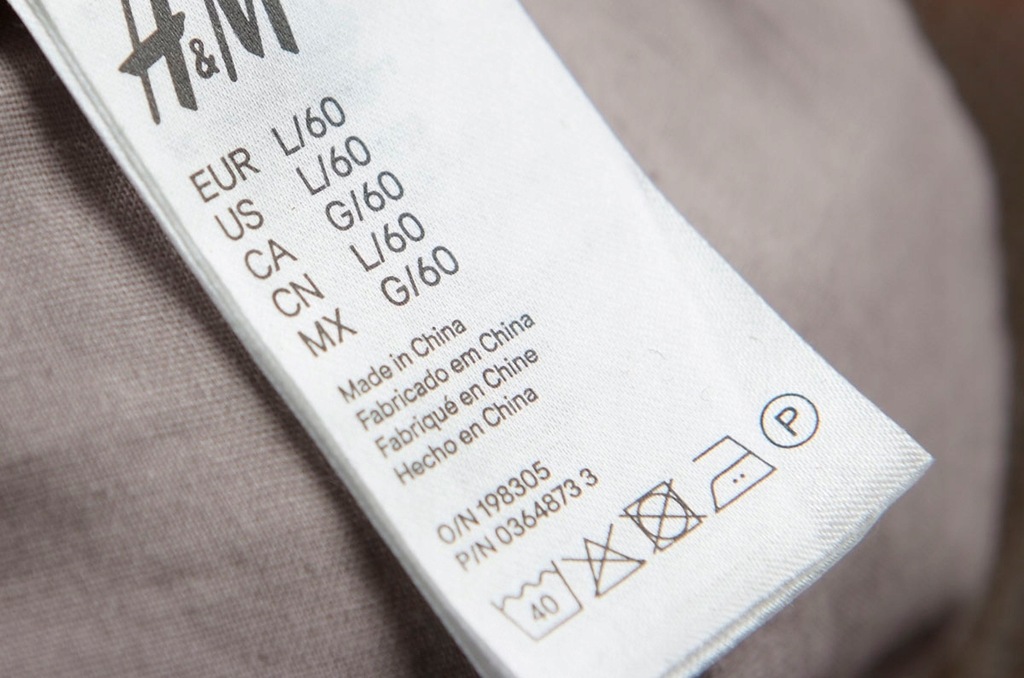 H&M
EUR L/60
US L/60
CA G/60
CN L/60
MX G/60
Made in China
Fabricado em China
Fabriqué en Chine
Hecho en China
O/N 198305
P/N 0364873 3
40
P